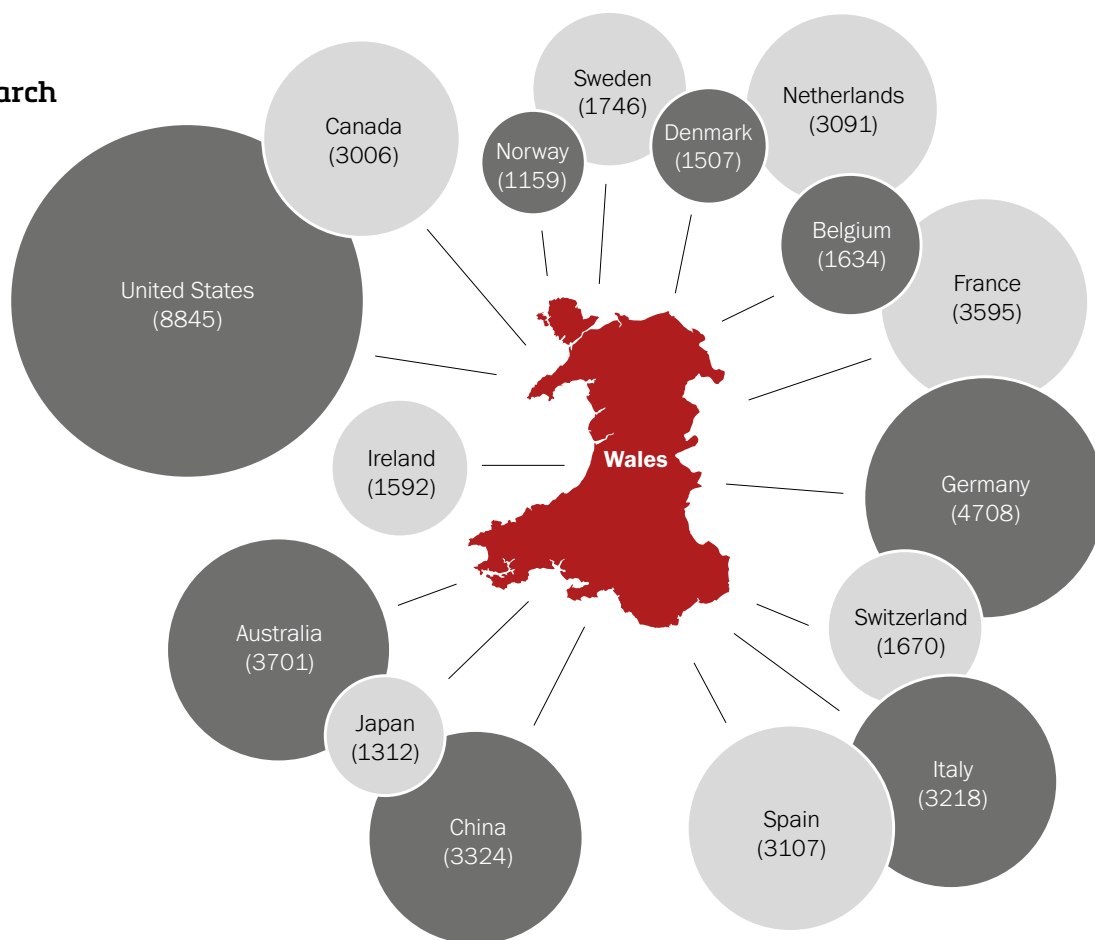 arch
Canada
(3006)
Sweden
(1746)
Netherlands
(3091)
Norway
(1159)
Denmark
(1507)
Belgium
(1634)
United States
(8845)
France
(3595)
Ireland
(1592)
Wales
Germany
(4708)
Australia
(3701)
Switzerland
(1670)
Japan
(1312)
China
(3324)
Spain
(3107)
Italy
(3218)